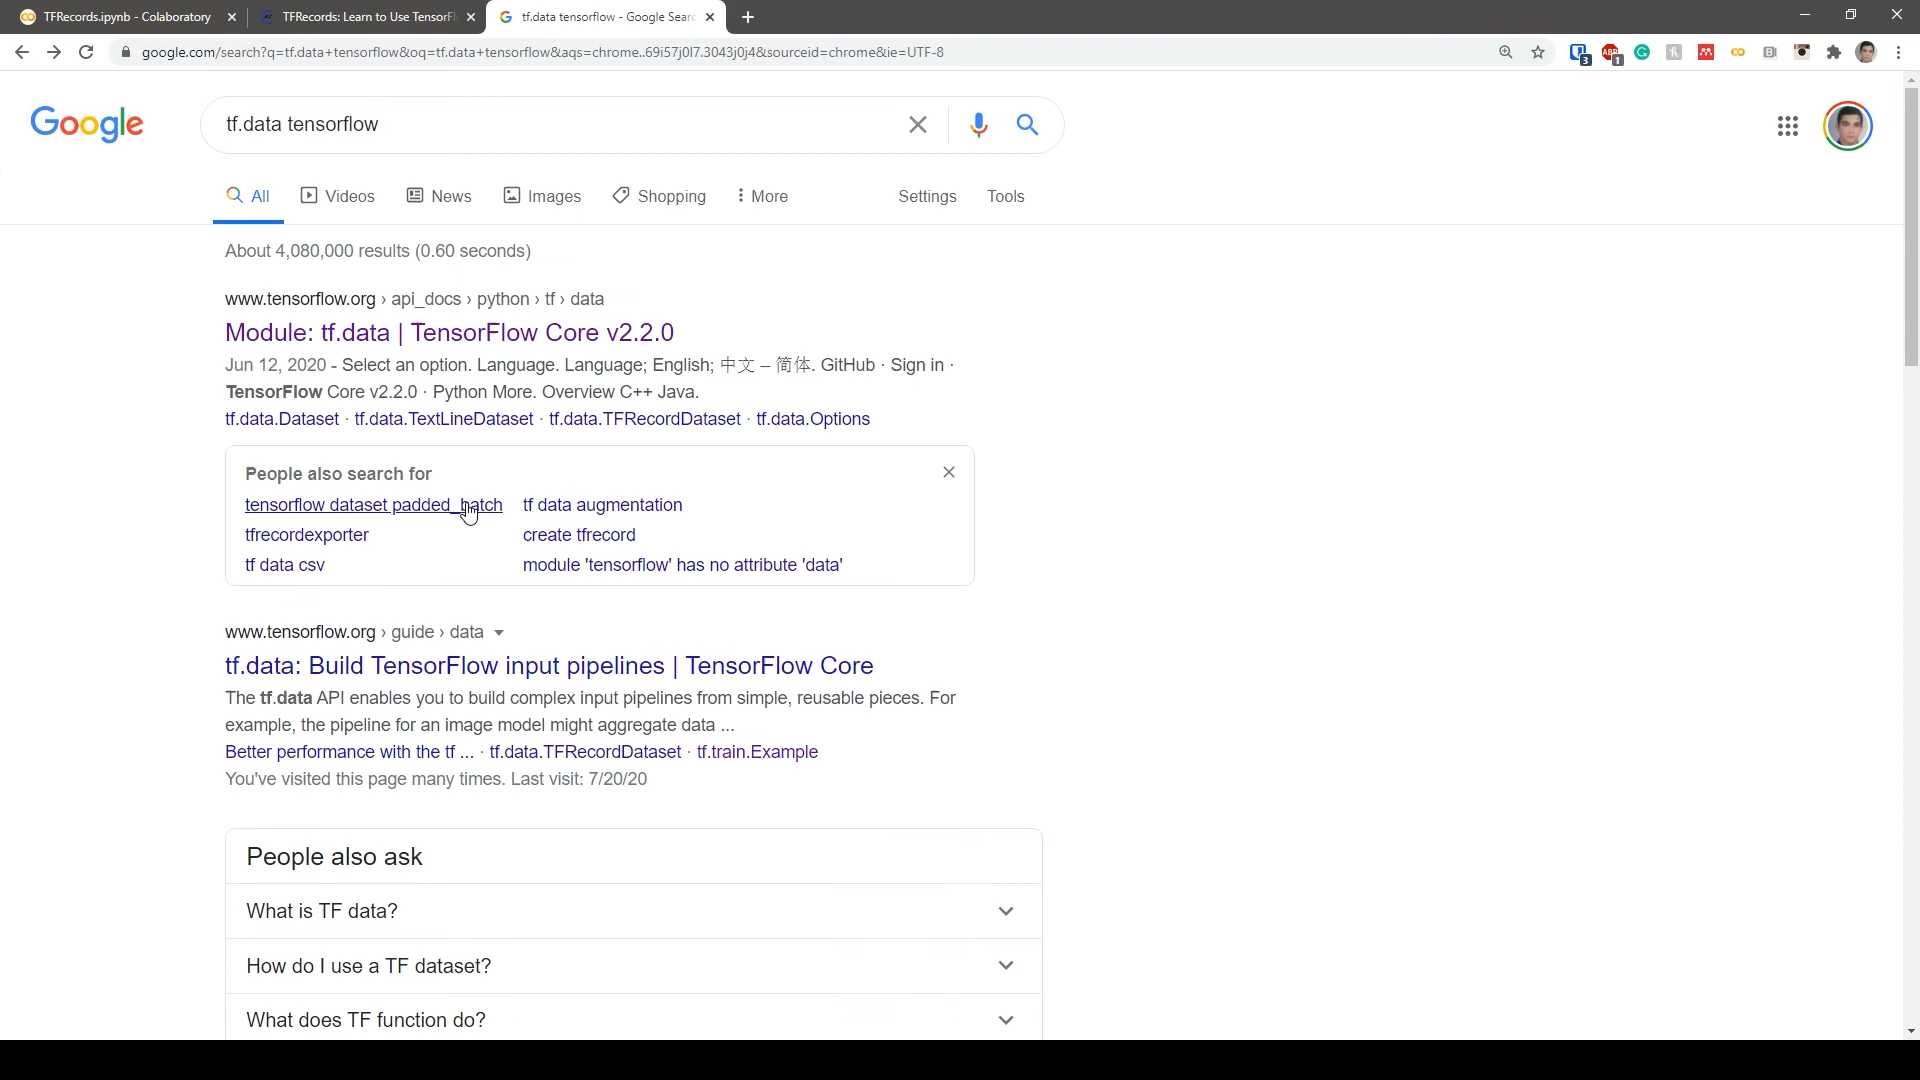 TFRecords.ipynb - Colaboratory
TFRecords: Learn to Use TensorFl
tf.data tensorflow - Google Sear
google.com/search?q=tf.data+tensorflow&oq=tf.data+tensorflow&aqs=chrome..69i57j0l7.3043j0j4&sourceid=chrome&ie=UTF-8
3
ABP
1
Google
tf.data tensorflow
All
Videos
News
Images
Shopping
More
Settings
Tools
About 4,080,000 results (0.60 seconds)
www.tensorflow.org › api_docs › python › tf › data
Module: tf.data | TensorFlow Core v2.2.0
Jun 12, 2020 - Select an option. Language. Language; English; 中文 – 简体. GitHub · Sign in ·
TensorFlow Core v2.2.0 · Python More. Overview C++ Java.
tf.data.Dataset · tf.data.TextLineDataset · tf.data.TFRecordDataset · tf.data.Options
People also search for
tensorflow dataset padded_batch
tf data augmentation
tfrecordexporter
create tfrecord
tf data csv
module 'tensorflow' has no attribute 'data'
www.tensorflow.org › guide › data
tf.data: Build TensorFlow input pipelines | TensorFlow Core
The tf.data API enables you to build complex input pipelines from simple, reusable pieces. For
example, the pipeline for an image model might aggregate data ...
Better performance with the tf ... · tf.data.TFRecordDataset · tf.train.Example
You've visited this page many times. Last visit: 7/20/20
People also ask
What is TF data?
How do I use a TF dataset?
What does TF function do?